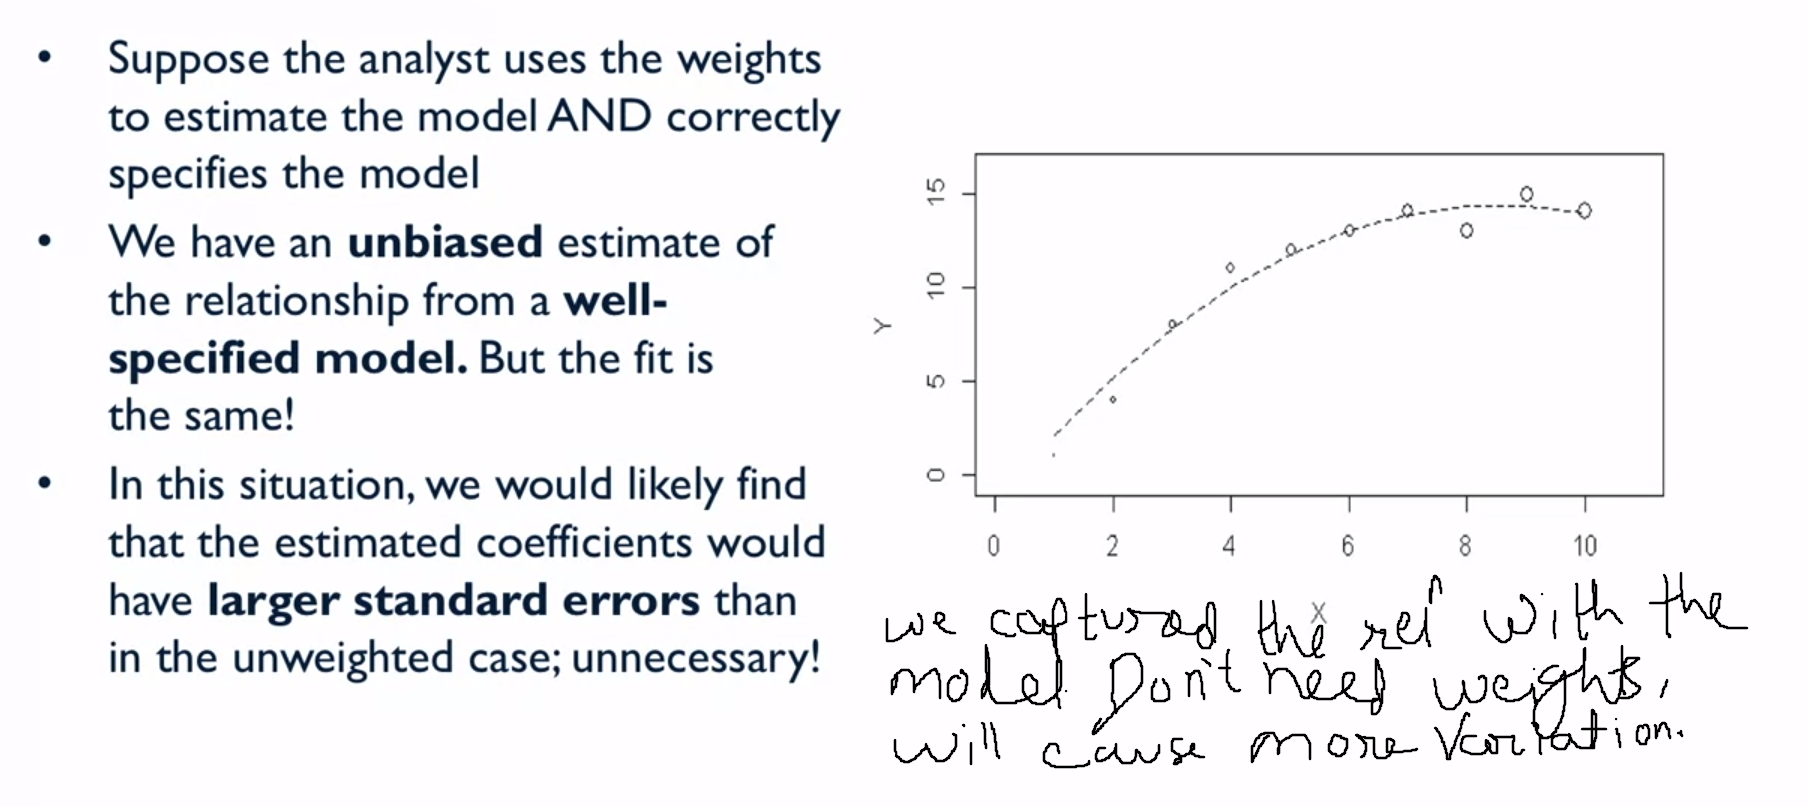 • Suppose the analyst uses the weights
to estimate the model AND correctly
specifies the model
• We have an unbiased estimate of
the relationship from a well-
specified model. But the fit is
the same!
• In this situation, we would likely find
that the estimated coefficients would
have larger standard errors than
in the unweighted case; unnecessary!
Y
15
10
5
0
0 2 4 6 8 10
X
we captured the relⁿ with the
model. Don't need weights,
will cause more variation.